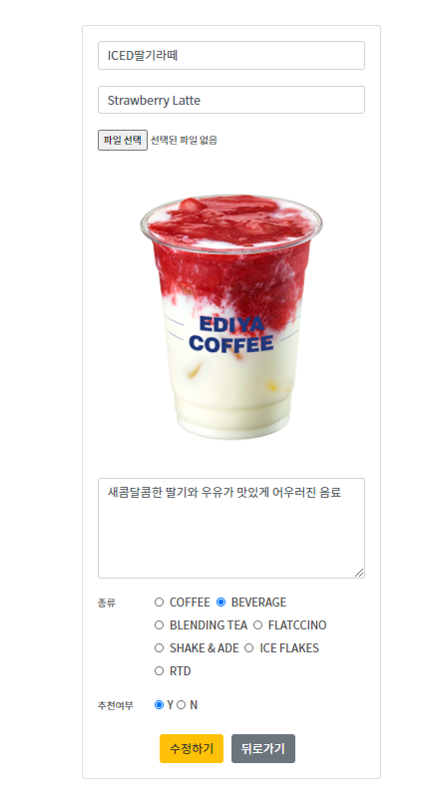 ICED딸기라떼
Strawberry Latte
파일 선택 선택된 파일 없음
EDIYA
COFFEE
새콤달콤한 딸기와 우유가 맛있게 어우러진 음료
종류 COFFEE BEVERAGE
BLENDING TEA FLATCCINO
SHAKE & ADE ICE FLAKES
RTD
추천여부 Y N
수정하기 뒤로가기